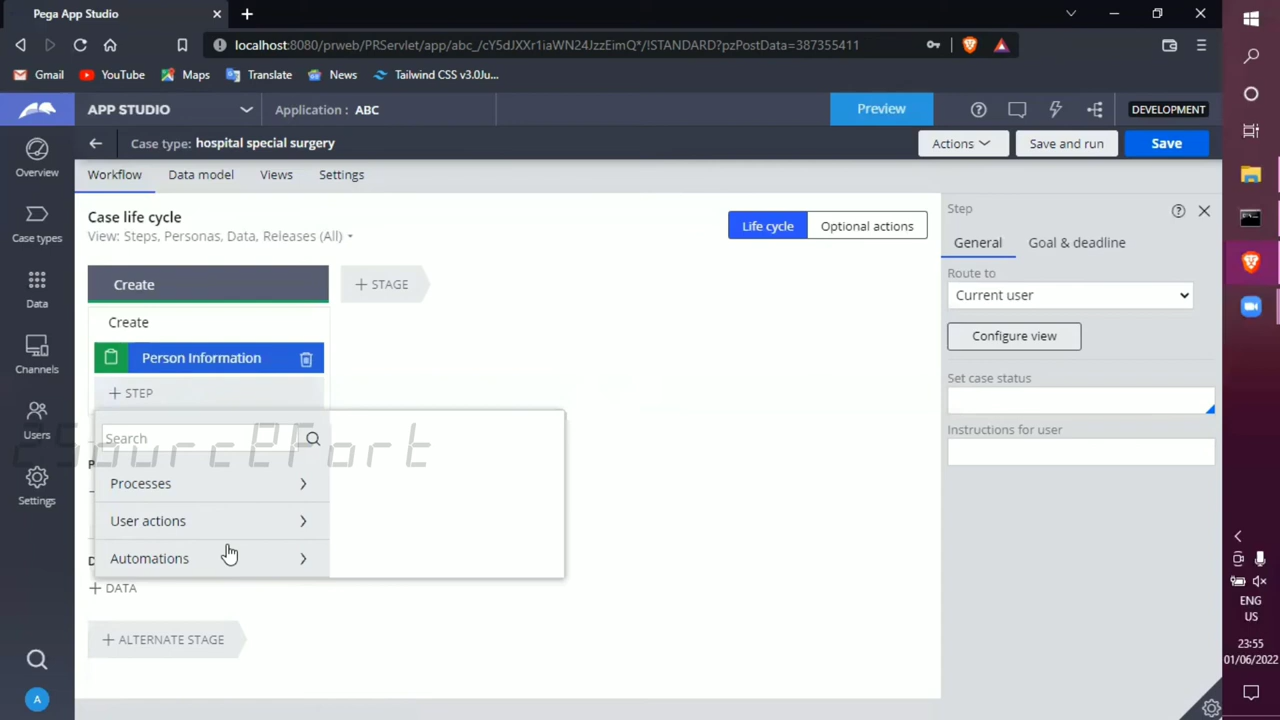 Pega App Studio
localhost:8080/prweb/PRServlet/app/abc_/cY5dJXXr1iaWN24JzzEimQ*/!STANDARD?pzPostData=387355411
Gmail YouTube Maps Translate News Tailwind CSS v3.0Ju...
APP STUDIO Application : ABC Preview DEVELOPMENT
Case type: hospital special surgery Actions Save and run Save
Overview
Case types
Data
Channels
Users
Settings
A
Workflow Data model Views Settings
Case life cycle
View: Steps, Personas, Data, Releases (All)
Life cycle Optional actions
Create + STAGE
Create
Person Information
+ STEP
Search
Processes
User actions
Automations
+ DATA
+ ALTERNATE STAGE
Step
General Goal & deadline
Route to
Current user
Configure view
Set case status
Instructions for user
ENG
US
23:55
01/06/2022